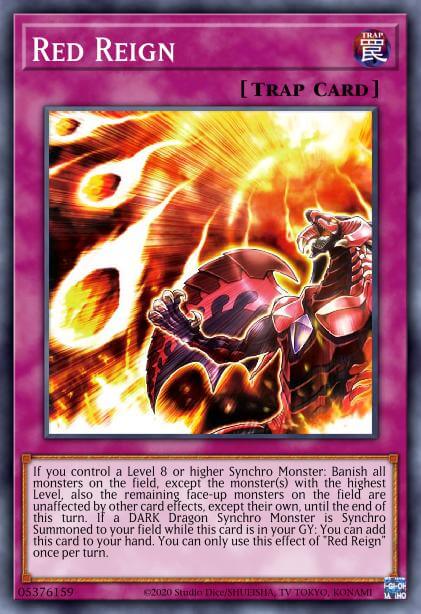 RED REIGN
TRAP
罠
[TRAP CARD]
If you control a Level 8 or higher Synchro Monster: Banish all
monsters on the field, except the monster(s) with the highest
Level, also the remaining face-up monsters on the field are
unaffected by other card effects, except their own, until the end of
this turn. If a DARK Dragon Synchro Monster is Synchro
Summoned to your field while this card is in your GY: You can add
this card to your hand. You can only use this effect of "Red Reign"
once per turn.
05376159
©2020 Studio Dice/SHUEISHA, TV TOKYO, KONAMI